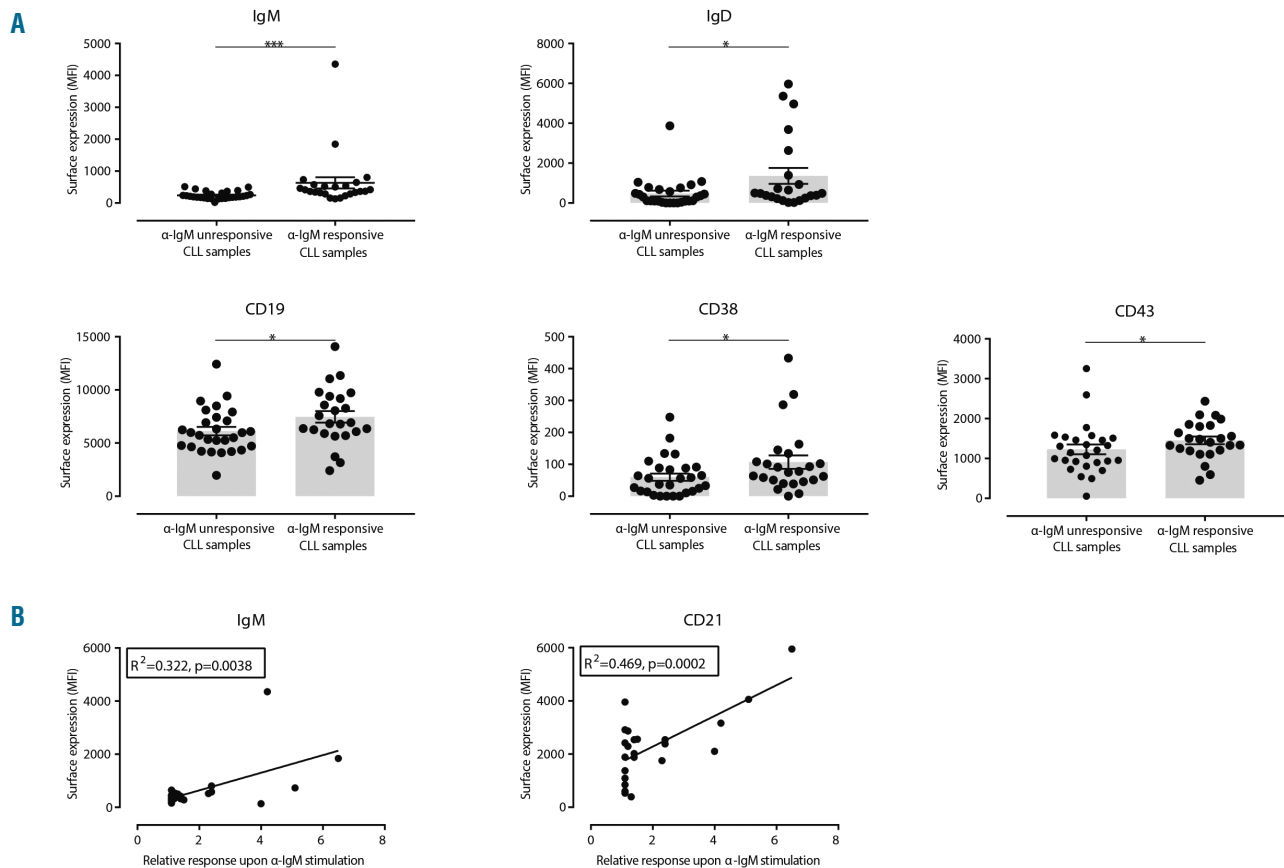 A
IgM
Surface expression (MFI)
5000
4000
3000
2000
1000
0
***
α-IgM unresponsive
CLL samples
α-IgM responsive
CLL samples
IgD
Surface expression (MFI)
8000
6000
4000
2000
0
*
α-IgM unresponsive
CLL samples
α-IgM responsive
CLL samples
CD19
Surface expression (MFI)
15000
10000
5000
0
*
α-IgM unresponsive
CLL samples
α-IgM responsive
CLL samples
CD38
Surface expression (MFI)
500
400
300
200
100
0
*
α-IgM unresponsive
CLL samples
α-IgM responsive
CLL samples
CD43
Surface expression (MFI)
4000
3000
2000
1000
0
*
α-IgM unresponsive
CLL samples
α-IgM responsive
CLL samples
B
IgM
Surface expression (MFI)
6000
4000
2000
0
R²=0.322, p=0.0038
0 2 4 6 8
Relative response upon α-IgM stimulation
CD21
Surface expression (MFI)
6000
4000
2000
0
R²=0.469, p=0.0002
0 2 4 6 8
Relative response upon α-IgM stimulation